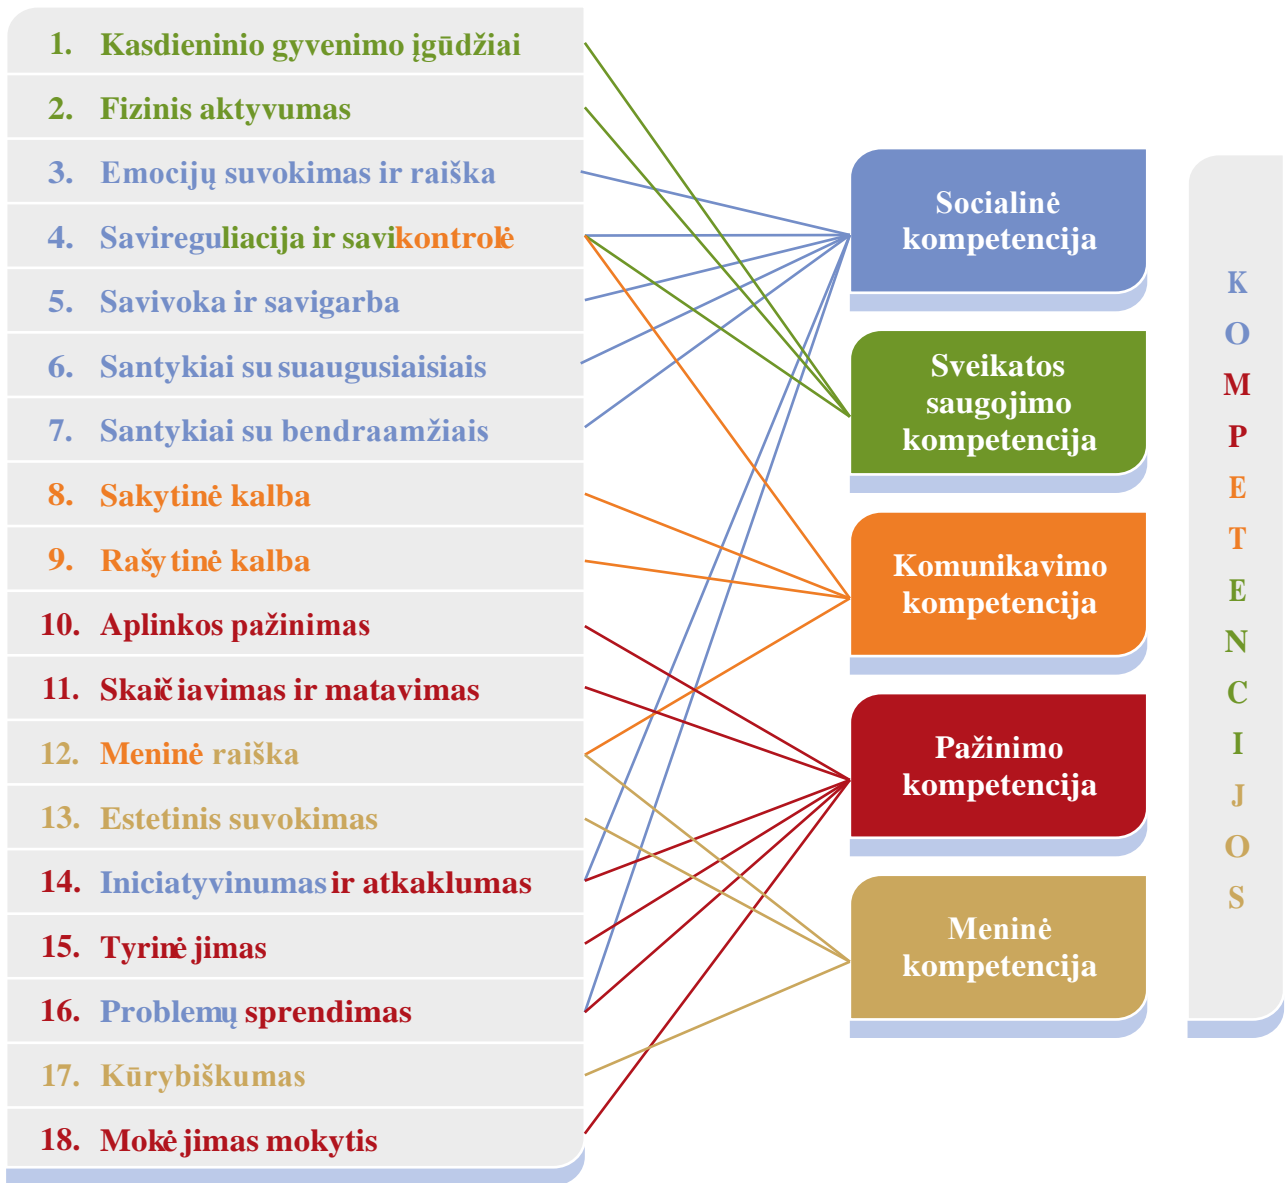 1. Kasdieninio gyvenimo įgūdžiai
2. Fizinis aktyvumas
3. Emocijų suvokimas ir raiška
4. Savireguliacija ir savikontrolė
5. Savivoka ir savigarba
6. Santykiai su suaugusiaisiais
7. Santykiai su bendraamžiais
8. Sakytinė kalba
9. Rašytinė kalba
10. Aplinkos pažinimas
11. Skaičiavimas ir matavimas
12. Meninė raiška
13. Estetinis suvokimas
14. Iniciatyvinumas ir atkaklumas
15. Tyrinėjimas
16. Problemų sprendimas
17. Kūrybiškumas
18. Mokėjimas mokytis
Socialinė
kompetencija
Sveikatos
saugojimo
kompetencija
Komunikavimo
kompetencija
Pažinimo
kompetencija
Meninė
kompetencija
K
O
M
P
E
T
E
N
C
I
J
O
S